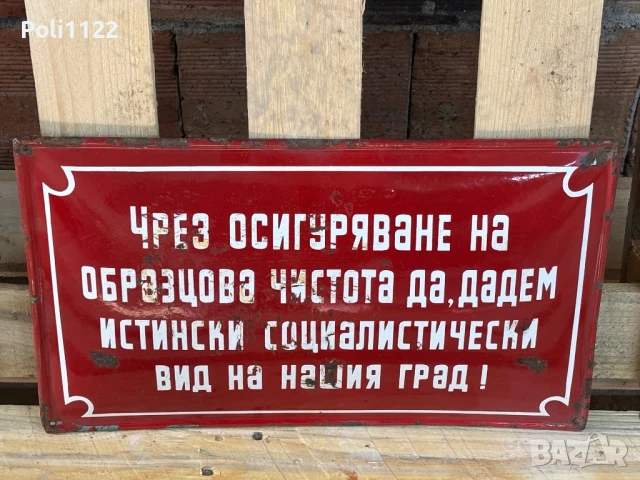 Poli1122
ЧРЕЗ ОСИГУРЯВАНЕ НА
ОБРАЗЦОВА ЧИСТОТА ДА, ДАДЕМ
ИСТИНСКИ СОЦИАЛИСТИЧЕСКИ
ВИД НА НАШИЯ ГРАД!
BAZAR